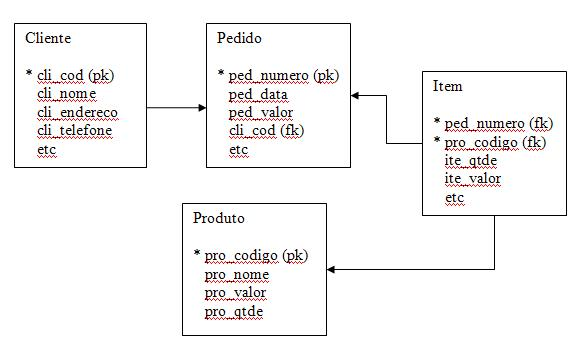 Cliente
* cli_cod (pk)
cli_nome
cli_endereco
cli_telefone
etc
Pedido
* ped_numero (pk)
ped_data
ped_valor
cli_cod (fk)
etc
Item
* ped_numero (fk)
* pro_codigo (fk)
ite_qtde
ite_valor
etc
Produto
* pro_codigo (pk)
pro_nome
pro_valor
pro_qtde